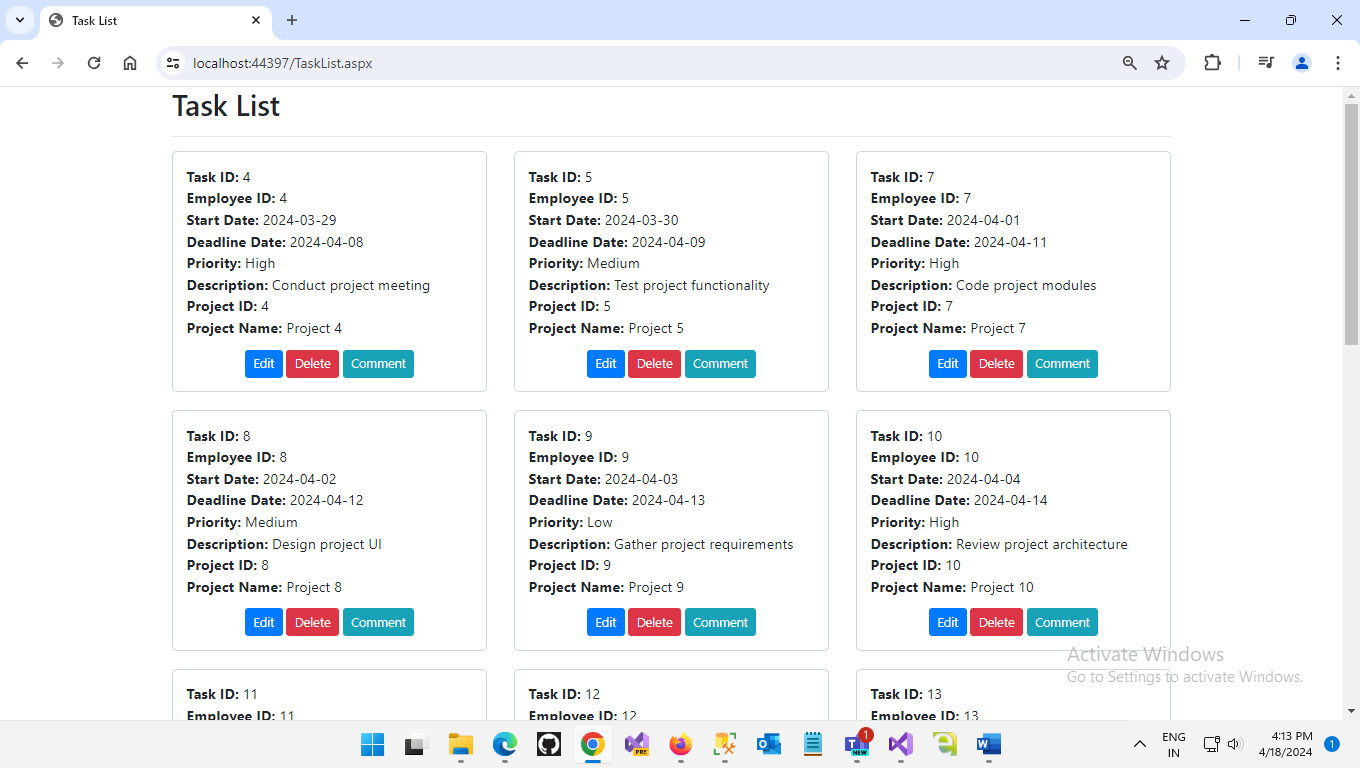 Task List
localhost:44397/TaskList.aspx
Task List
Task ID: 4
Employee ID: 4
Start Date: 2024-03-29
Deadline Date: 2024-04-08
Priority: High
Description: Conduct project meeting
Project ID: 4
Project Name: Project 4
Edit Delete Comment
Task ID: 5
Employee ID: 5
Start Date: 2024-03-30
Deadline Date: 2024-04-09
Priority: Medium
Description: Test project functionality
Project ID: 5
Project Name: Project 5
Edit Delete Comment
Task ID: 7
Employee ID: 7
Start Date: 2024-04-01
Deadline Date: 2024-04-11
Priority: High
Description: Code project modules
Project ID: 7
Project Name: Project 7
Edit Delete Comment
Task ID: 8
Employee ID: 8
Start Date: 2024-04-02
Deadline Date: 2024-04-12
Priority: Medium
Description: Design project UI
Project ID: 8
Project Name: Project 8
Edit Delete Comment
Task ID: 9
Employee ID: 9
Start Date: 2024-04-03
Deadline Date: 2024-04-13
Priority: Low
Description: Gather project requirements
Project ID: 9
Project Name: Project 9
Edit Delete Comment
Task ID: 10
Employee ID: 10
Start Date: 2024-04-04
Deadline Date: 2024-04-14
Priority: High
Description: Review project architecture
Project ID: 10
Project Name: Project 10
Edit Delete Comment
Task ID: 11
Employee ID: 11
Task ID: 12
Employee ID: 12
Task ID: 13
Employee ID: 13
Activate Windows
Go to Settings to activate Windows.
PRE
NEW
1
ENG
IN
4:13 PM
4/18/2024
1